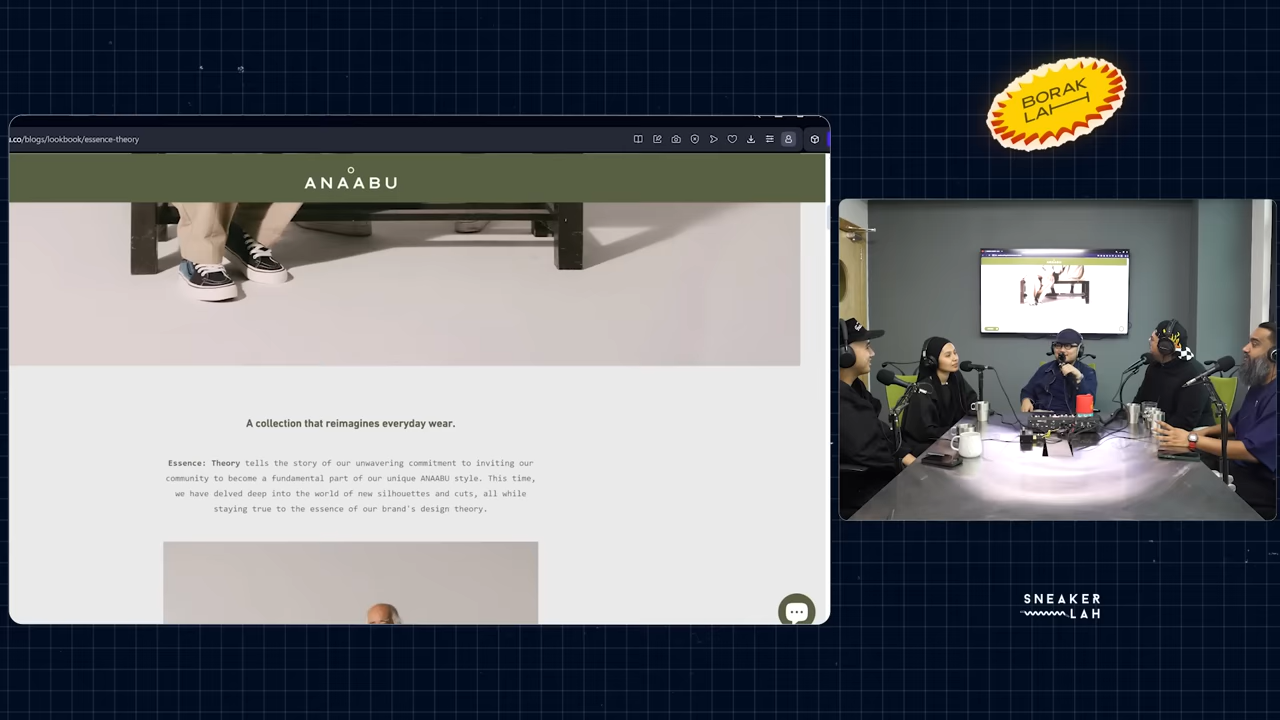 BORAK
LAH
.co/blogs/lookbook/essence-theory
ANAABU
A collection that reimagines everyday wear.
Essence: Theory tells the story of our unwavering commitment to inviting our
community to become a fundamental part of our unique ANAABU style. This time,
we have delved deep into the world of new silhouettes and cuts, all while
staying true to the essence of our brand's design theory.
SNEAKER
LAH